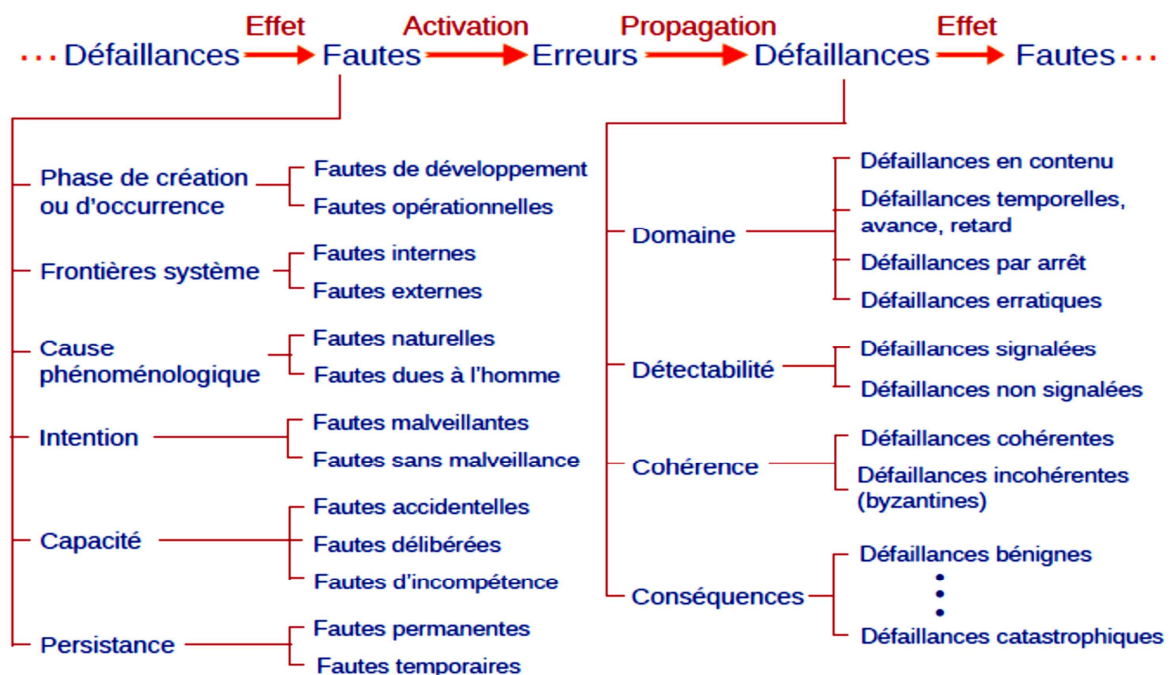 Effet Activation Propagation Effet
... Défaillances Fautes Erreurs Défaillances Fautes ...
Phase de création
ou d'occurrence
Fautes de développement
Fautes opérationnelles
Frontières système
Fautes internes
Fautes externes
Cause
phénoménologique
Fautes naturelles
Fautes dues à l'homme
Intention
Fautes malveillantes
Fautes sans malveillance
Capacité
Fautes accidentelles
Fautes délibérées
Fautes d'incompétence
Persistance
Fautes permanentes
Fautes temporaires
Domaine
Défaillances en contenu
Défaillances temporelles,
avance, retard
Défaillances par arrêt
Défaillances erratiques
Détectabilité
Défaillances signalées
Défaillances non signalées
Cohérence
Défaillances cohérentes
Défaillances incohérentes
(byzantines)
Conséquences
Défaillances bénignes
Défaillances catastrophiques